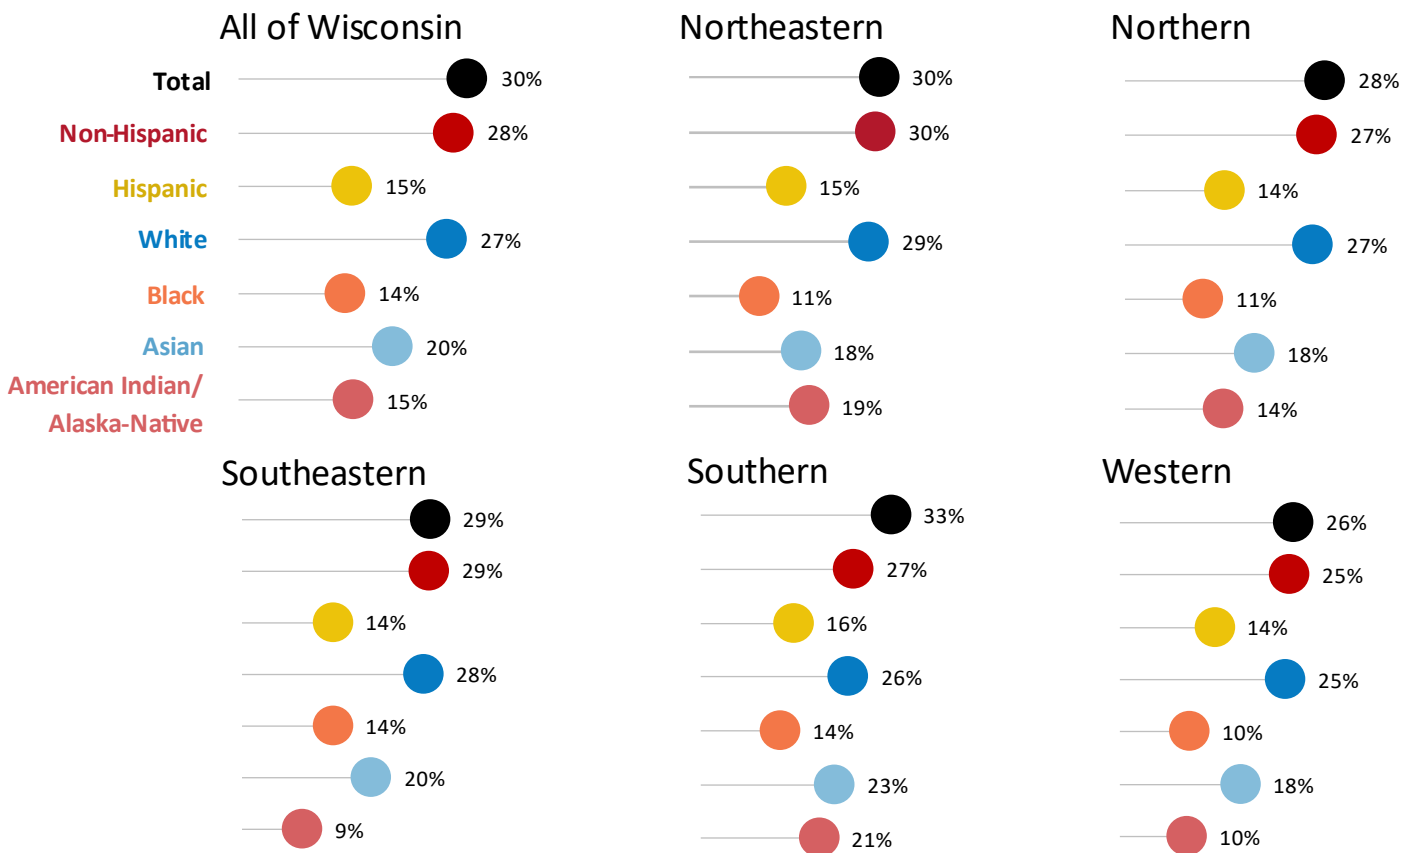 All of Wisconsin
Total 30%
Non-Hispanic 28%
Hispanic 15%
White 27%
Black 14%
Asian 20%
American Indian/
Alaska-Native 15%
Northeastern
30%
30%
15%
29%
11%
18%
19%
Northern
28%
27%
14%
27%
11%
18%
14%
Southeastern
29%
29%
14%
28%
14%
20%
9%
Southern
33%
27%
16%
26%
14%
23%
21%
Western
26%
25%
14%
25%
10%
18%
10%